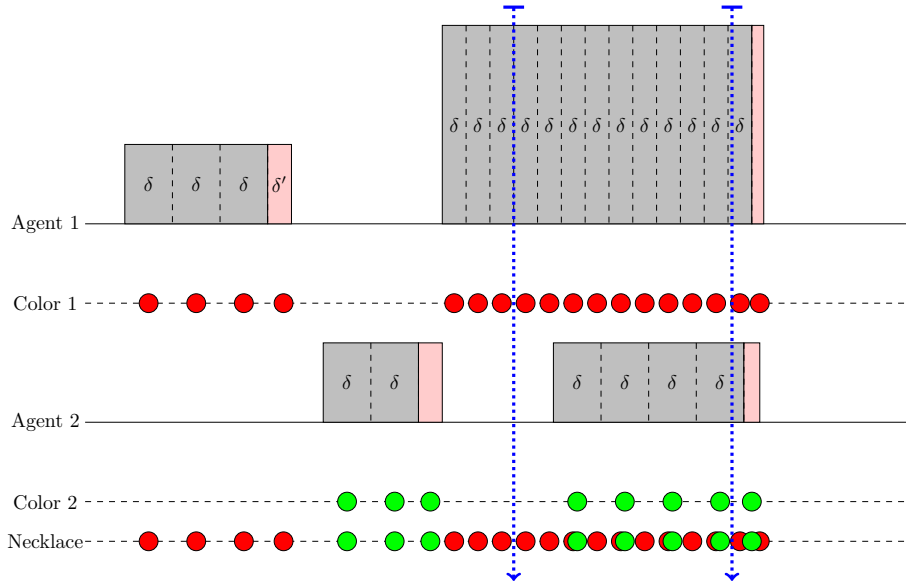 δ δ δ δ δ δ δ δ δ δ δ δ δ
δ δ δ δ′
Agent 1
Color 1
δ δ δ δ δ δ
Agent 2
Color 2
Necklace